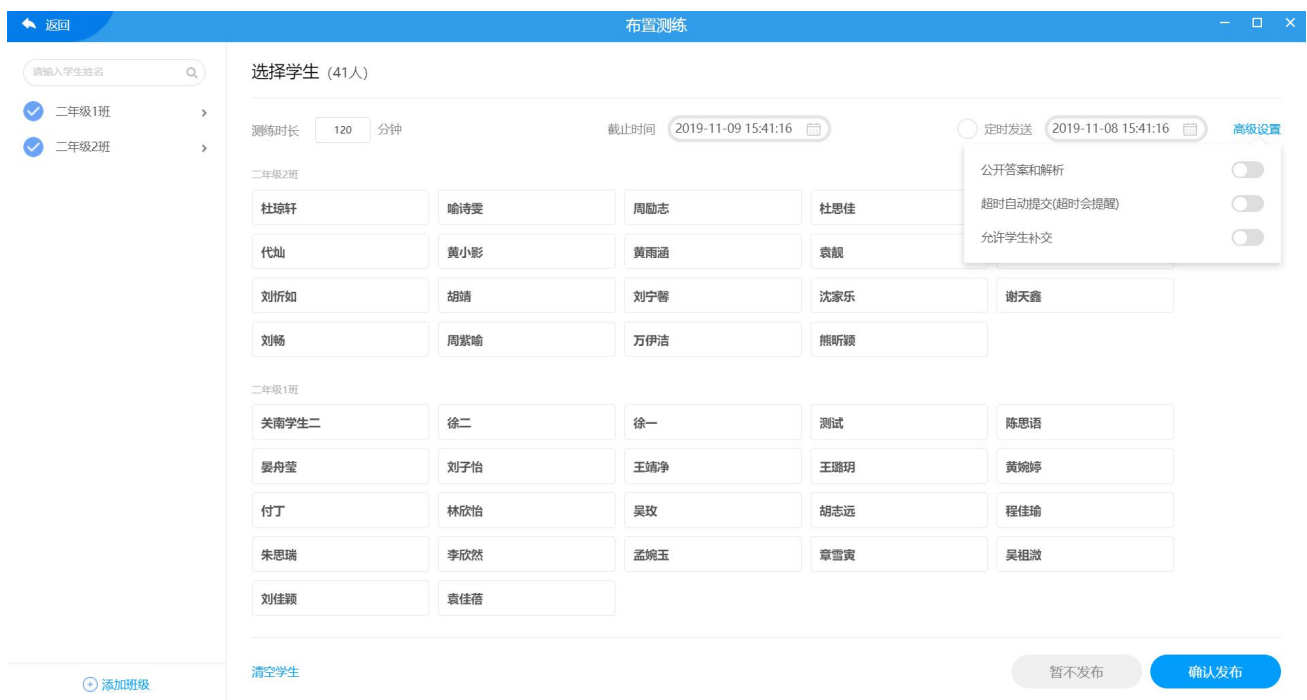 返回
布置测练
请输入学生姓名
二年级1班
二年级2班
添加班级
选择学生 (41人)
测练时长 120 分钟 截止时间 2019-11-09 15:41:16 定时发送 2019-11-08 15:41:16 高级设置
公开答案和解析
超时自动提交(超时会提醒)
允许学生补交
二年级2班
杜琼轩 喻诗雯 周励志 杜思佳
代灿 黄小影 黄雨涵 袁靓
刘忻如 胡婧 刘宁馨 沈家乐 谢天鑫
刘畅 周紫喻 万伊洁 熊昕颖
二年级1班
关南学生二 徐二 徐一 测试 陈思语
晏舟莹 刘子怡 王靖净 王璐玥 黄婉婷
付丁 林欣怡 吴玫 胡志远 程佳瑜
朱思瑞 李欣然 孟婉玉 章雪寅 吴祖溦
刘佳颖 袁佳蓓
清空学生
暂不发布 确认发布